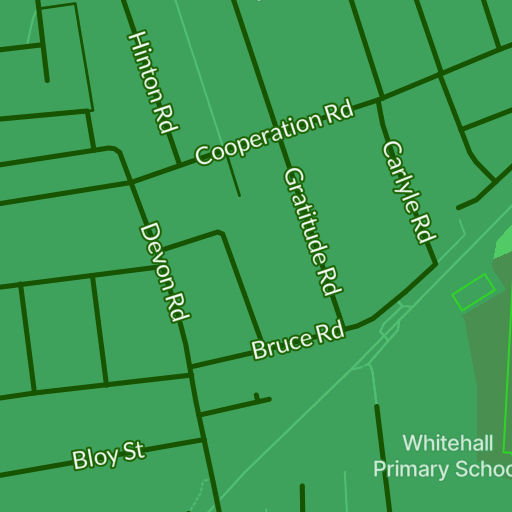 Hinton Rd
Cooperation Rd
Carlyle Rd
Gratitude Rd
Devon Rd
Bruce Rd
Bloy St
Whitehall
Primary Schoo